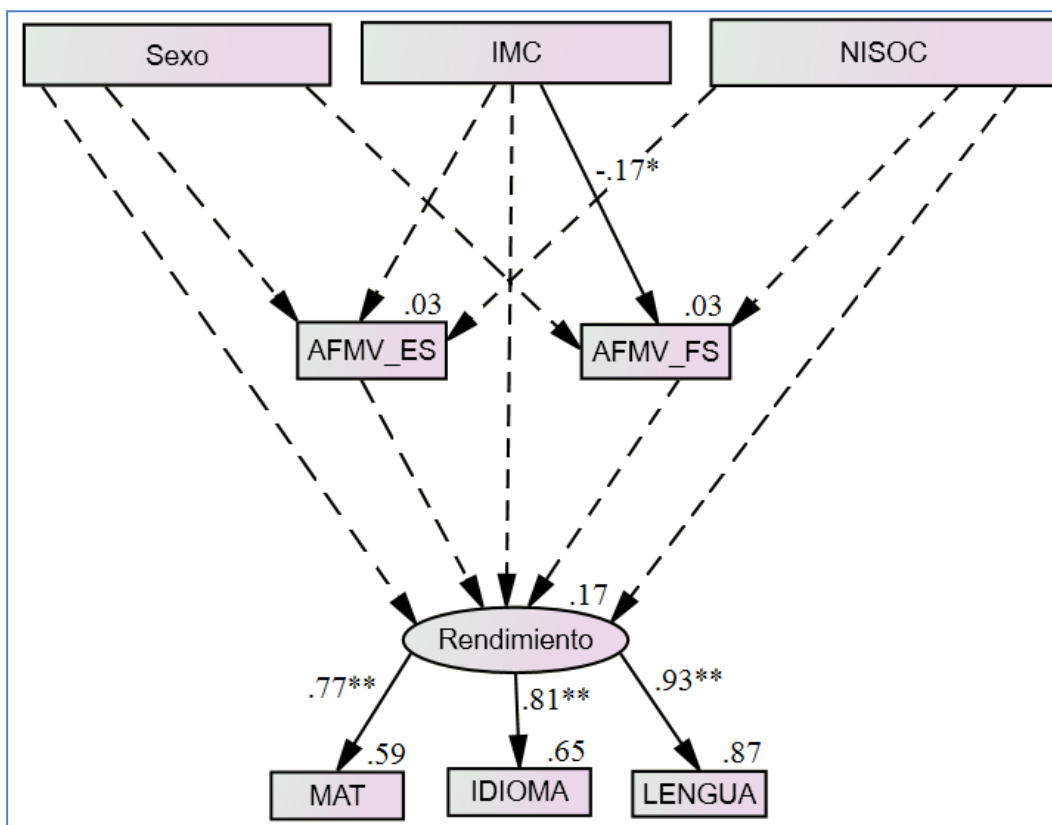 Sexo
IMC
NISOC
-.17*
.03
.03
AFMV_ES
AFMV_FS
.17
Rendimiento
.77**
.81**
.93**
.59
.65
.87
MAT
IDIOMA
LENGUA